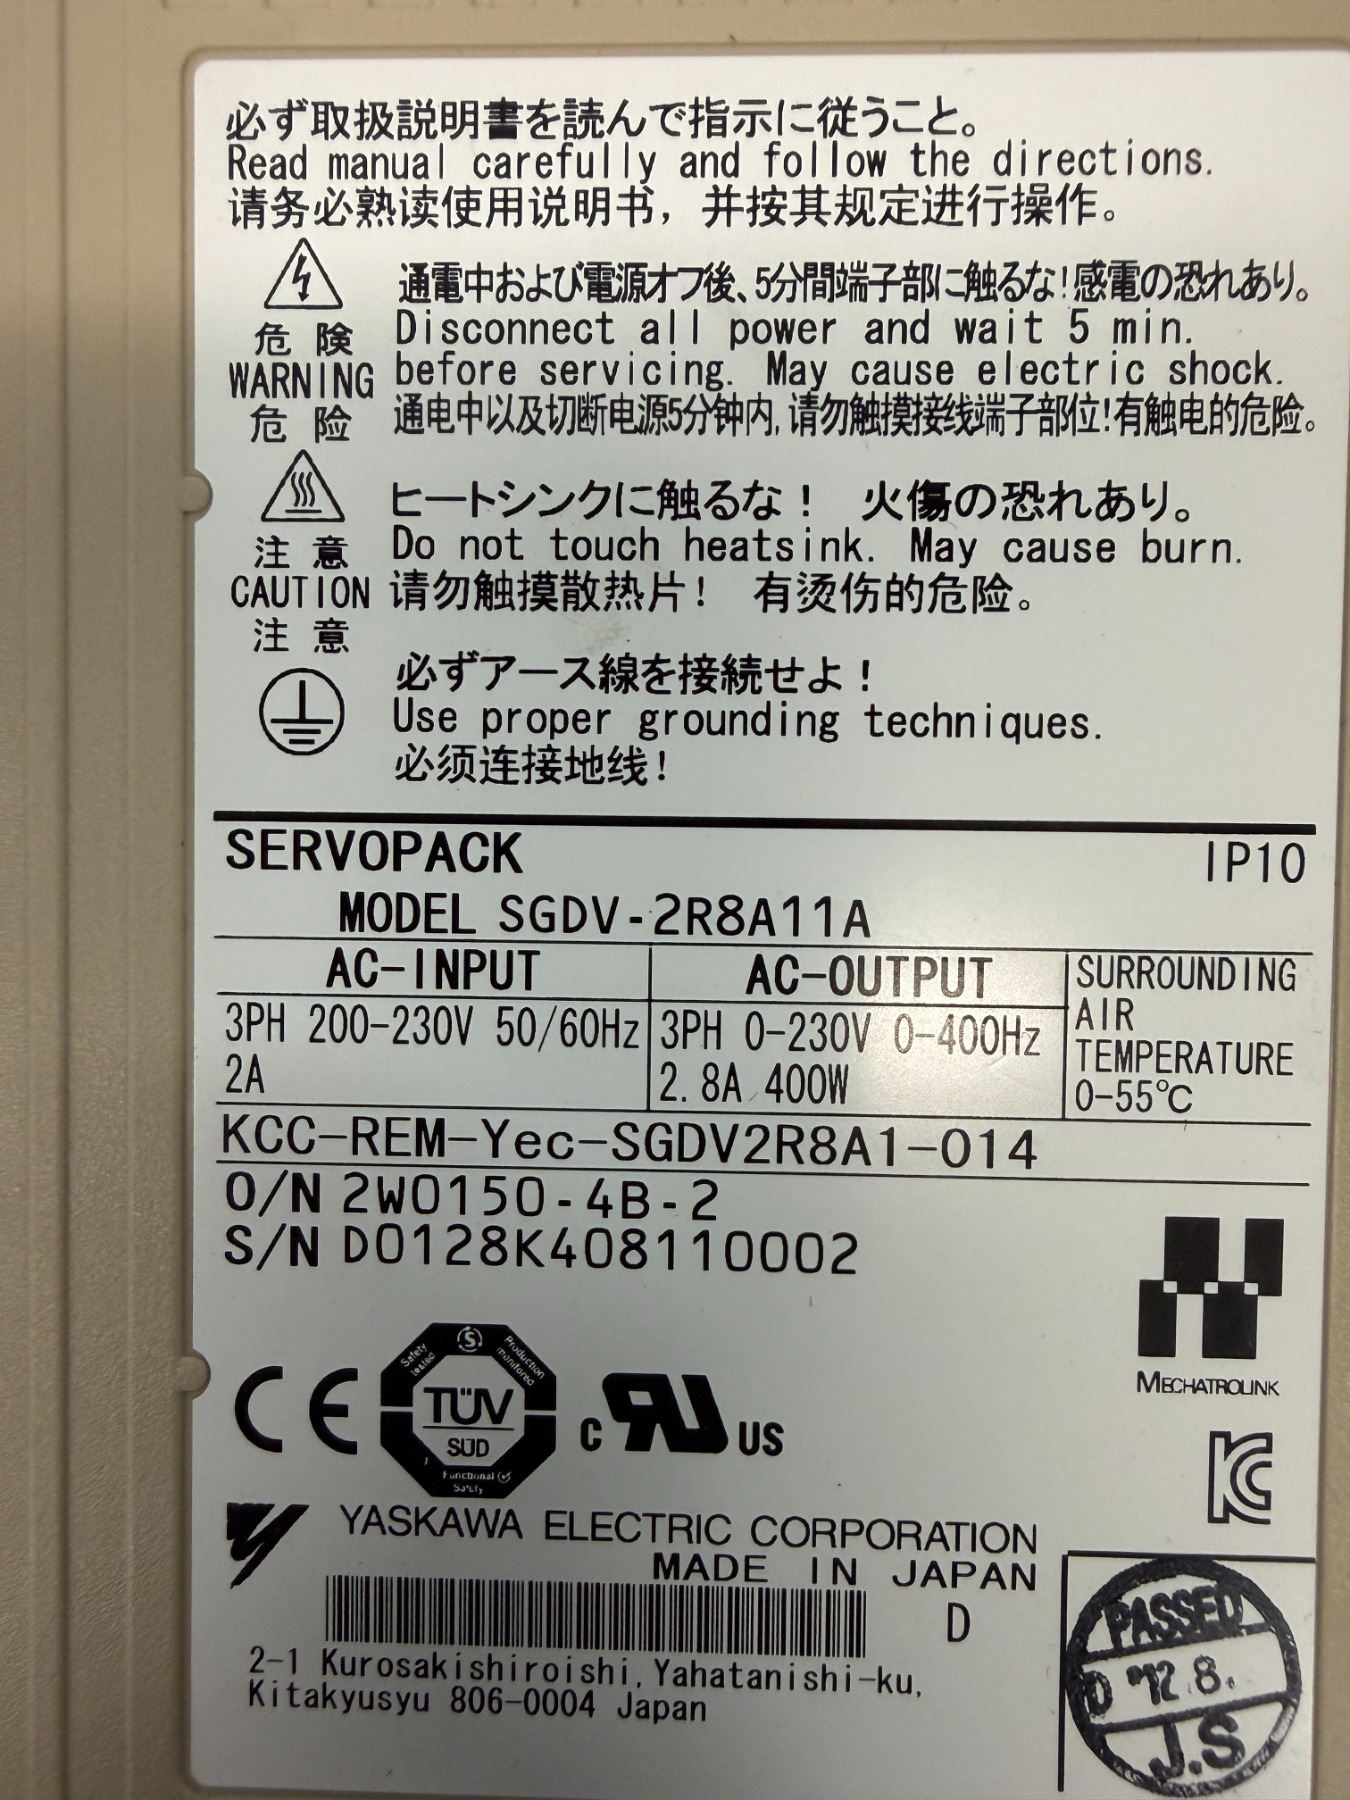 必ず取扱説明書を読んで指示に従うこと。
Read manual carefully and follow the directions.
请务必熟读使用说明书，并按其规定进行操作。
危険
WARNING
危险
通電中および電源オフ後、5分間端子部に触るな！感電の恐れあり。
Disconnect all power and wait 5 min.
before servicing. May cause electric shock.
通电中以及切断电源5分钟内,请勿触摸接线端子部位!有触电的危险。
注意
CAUTION
注意
ヒートシンクに触るな！ 火傷の恐れあり。
Do not touch heatsink. May cause burn.
请勿触摸散热片! 有烫伤的危险。
必ずアース線を接続せよ！
Use proper grounding techniques.
必须连接地线!
SERVOPACK
IP10
MODEL SGDV-2R8A11A
AC-INPUT
3PH 200-230V 50/60Hz
2A
AC-OUTPUT
3PH 0-230V 0-400Hz
2.8A 400W
SURROUNDING
AIR
TEMPERATURE
0-55℃
KCC-REM-Yec-SGDV2R8A1-014
O/N 2W0150-4B-2
S/N D0128K408110002
MECHATROLINK
CE
Safety tested
S
Production monitored
TÜV
SÜD
Functional
Safety
C RU US
KC
YASKAWA ELECTRIC CORPORATION
MADE IN JAPAN
D
2-1 Kurosakishiroishi, Yahatanishi-ku,
Kitakyusyu 806-0004 Japan
PASSED
D '12.8.
J.S